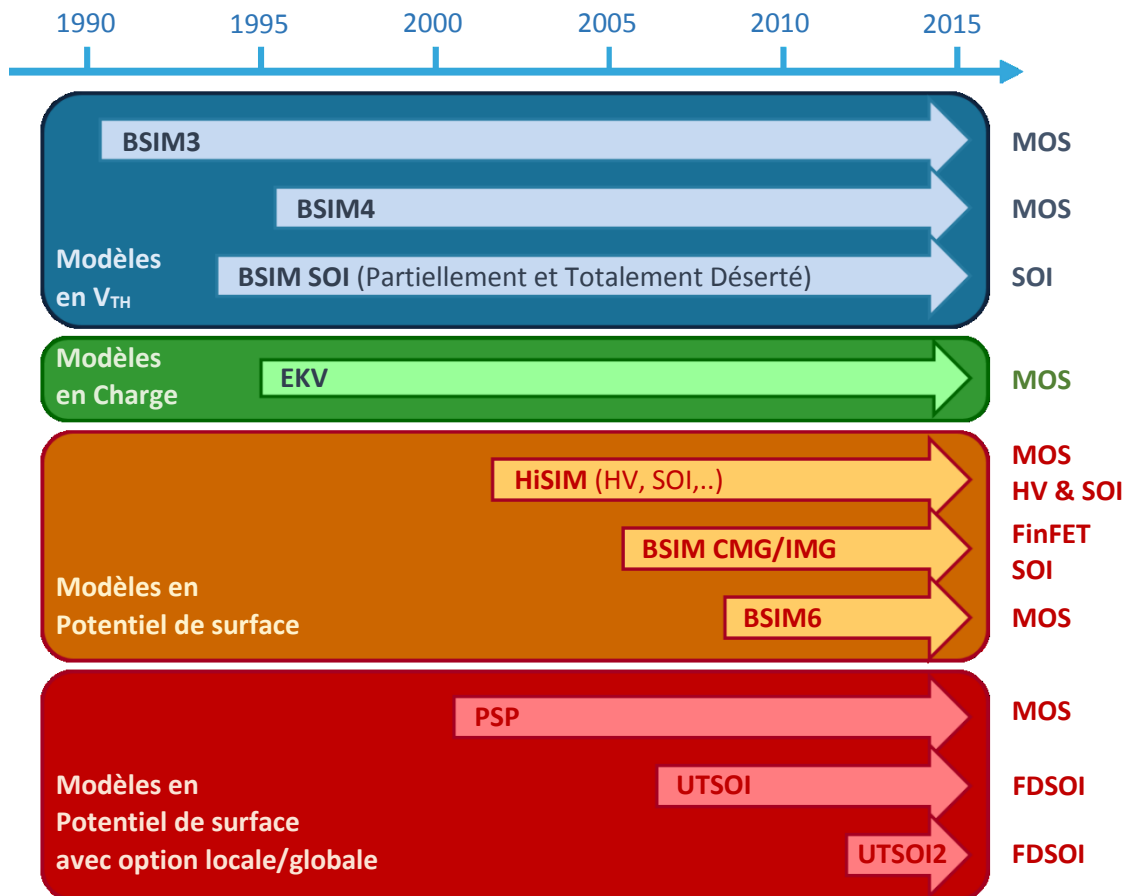 1990 1995 2000 2005 2010 2015
BSIM3
MOS
BSIM4
MOS
Modèles
en VTH
BSIM SOI (Partiellement et Totalement Déserté)
SOI
Modèles
en Charge
EKV
MOS
HiSIM (HV, SOI,..)
MOS
HV & SOI
BSIM CMG/IMG
FinFET
SOI
Modèles en
Potentiel de surface
BSIM6
MOS
PSP
MOS
UTSOI
FDSOI
Modèles en
Potentiel de surface
avec option locale/globale
UTSOI2
FDSOI